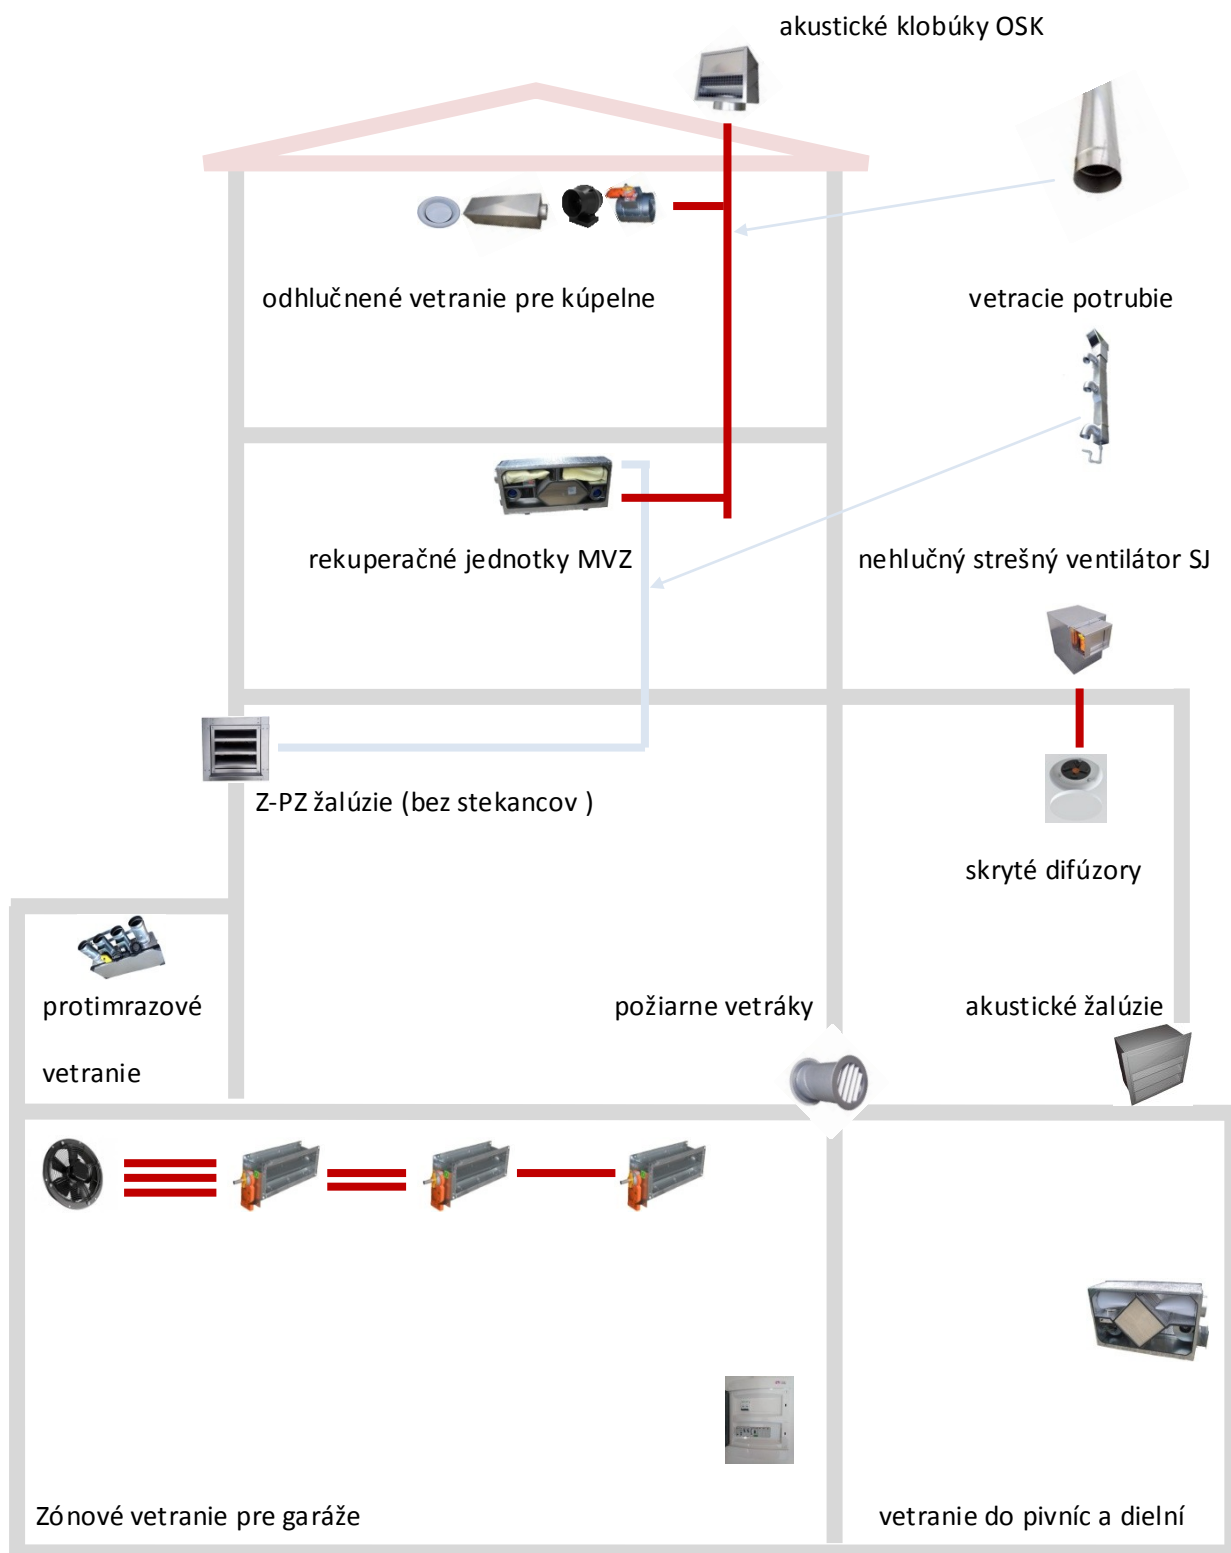 akustické klobúky OSK
odhlučnené vetranie pre kúpelne
vetracie potrubie
rekuperačné jednotky MVZ
nehlučný strešný ventilátor SJ
Z-PZ žalúzie (bez stekancov )
skryté difúzory
protimrazové
vetranie
požiarne vetráky
akustické žalúzie
Zónové vetranie pre garáže
vetranie do pivníc a dielní